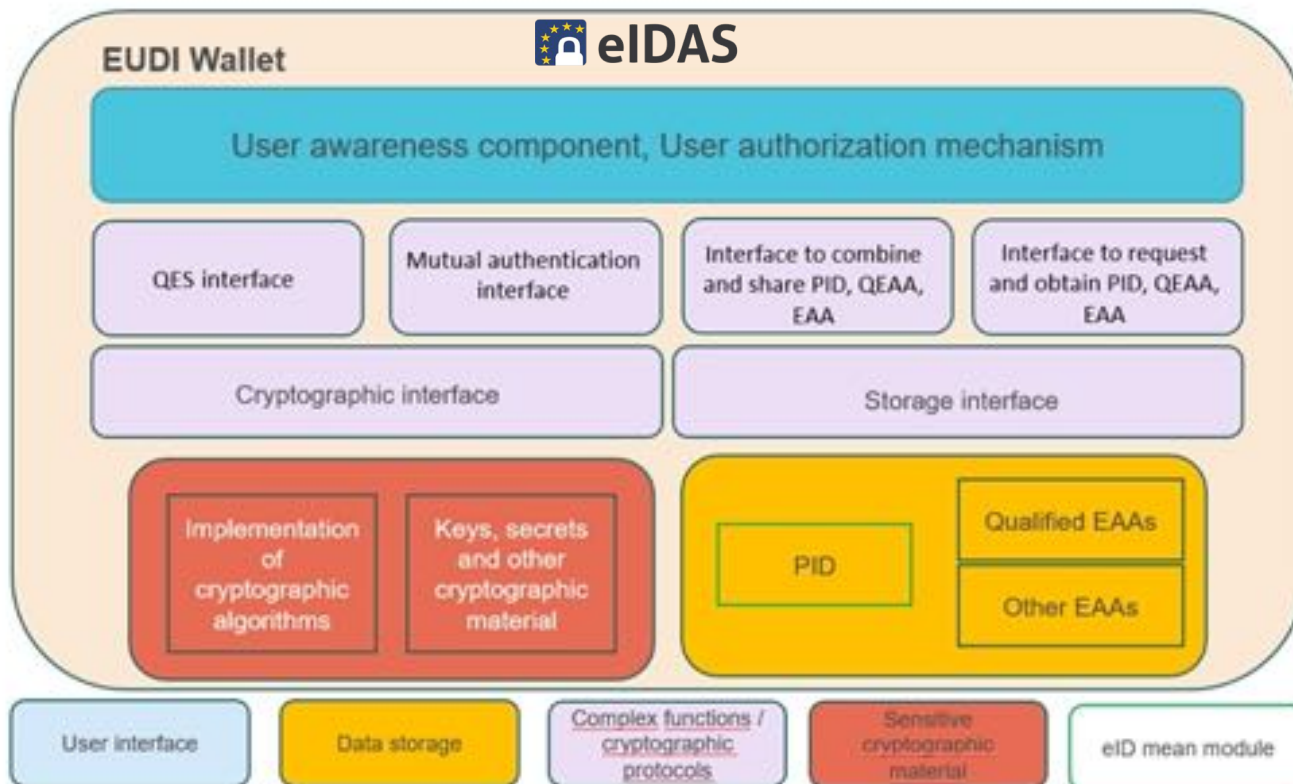 eIDAS
EUDI Wallet
User awareness component, User authorization mechanism
QES interface
Mutual authentication
interface
Interface to combine
and share PID, QEAA,
EAA
Interface to request
and obtain PID, QEAA,
EAA
Cryptographic interface
Storage interface
Implementation
of
cryptographic
algorithms
Keys, secrets
and other
cryptographic
material
PID
Qualified EAAs
Other EAAs
User interface
Data storage
Complex functions /
cryptographic
protocols
Sensitive
cryptographic
material
eID mean module